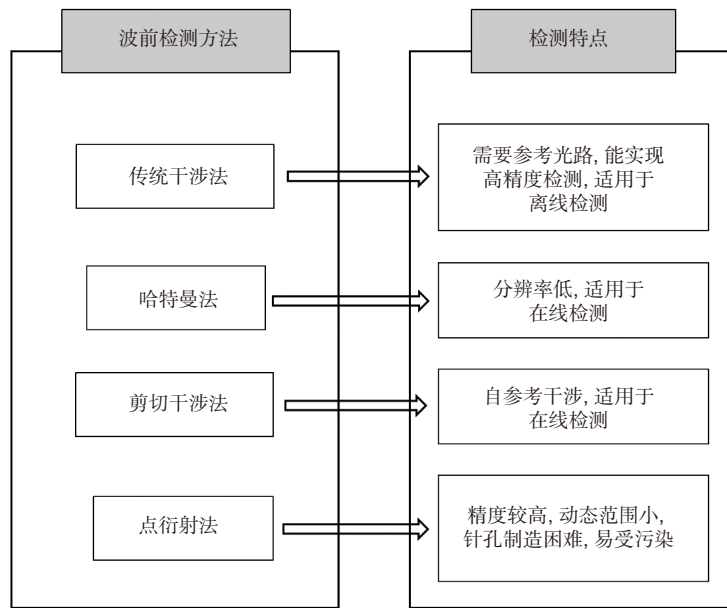 波前检测方法
检测特点
传统干涉法
需要参考光路, 能实现
高精度检测, 适用于
离线检测
哈特曼法
分辨率低, 适用于
在线检测
剪切干涉法
自参考干涉, 适用于
在线检测
点衍射法
精度较高, 动态范围小,
针孔制造困难, 易受污染